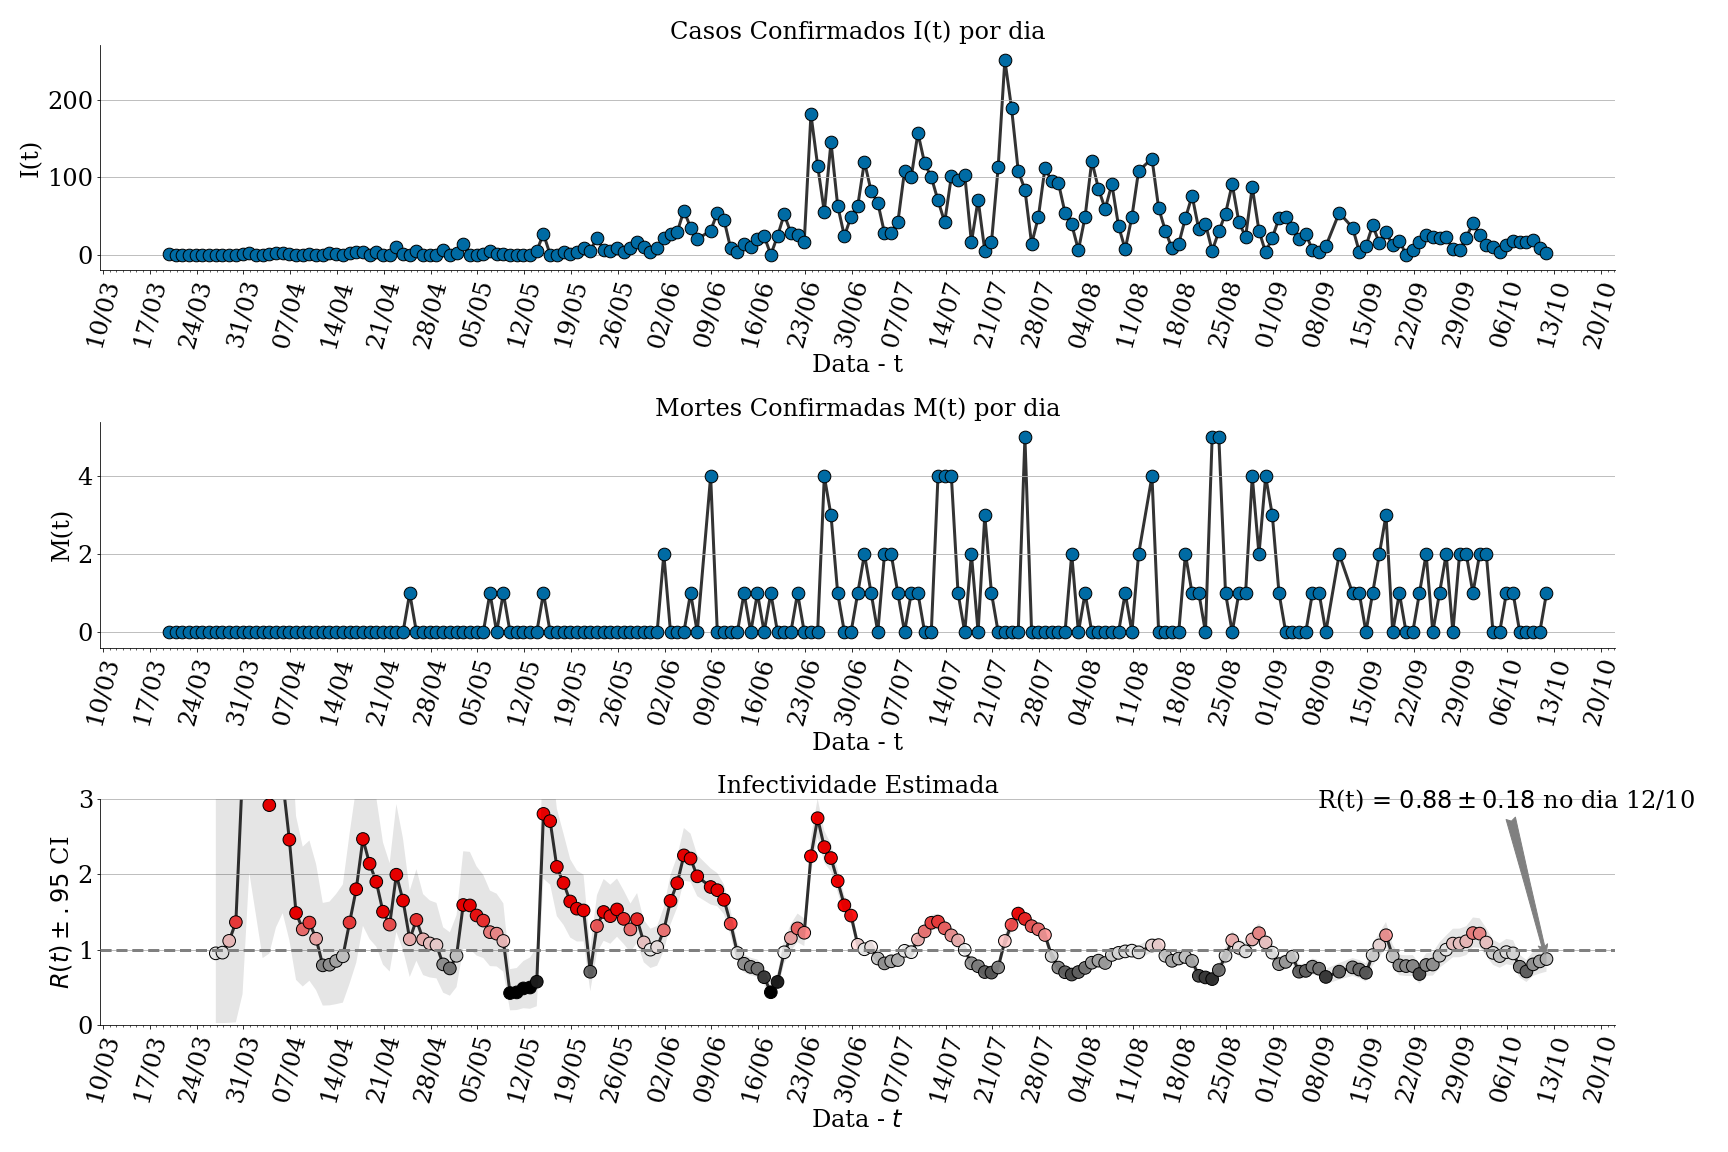 Casos Confirmados I(t) por dia
I(t)
200
100
0
10/03 17/03 24/03 31/03 07/04 14/04 21/04 28/04 05/05 12/05 19/05 26/05 02/06 09/06 16/06 23/06 30/06 07/07 14/07 21/07 28/07 04/08 11/08 18/08 25/08 01/09 08/09 15/09 22/09 29/09 06/10 13/10 20/10
Data - t
Mortes Confirmadas M(t) por dia
M(t)
4
2
0
10/03 17/03 24/03 31/03 07/04 14/04 21/04 28/04 05/05 12/05 19/05 26/05 02/06 09/06 16/06 23/06 30/06 07/07 14/07 21/07 28/07 04/08 11/08 18/08 25/08 01/09 08/09 15/09 22/09 29/09 06/10 13/10 20/10
Data - t
Infectividade Estimada
R(t) = 0.88 ± 0.18 no dia 12/10
R(t) ± .95 CI
3
2
1
0
10/03 17/03 24/03 31/03 07/04 14/04 21/04 28/04 05/05 12/05 19/05 26/05 02/06 09/06 16/06 23/06 30/06 07/07 14/07 21/07 28/07 04/08 11/08 18/08 25/08 01/09 08/09 15/09 22/09 29/09 06/10 13/10 20/10
Data - t